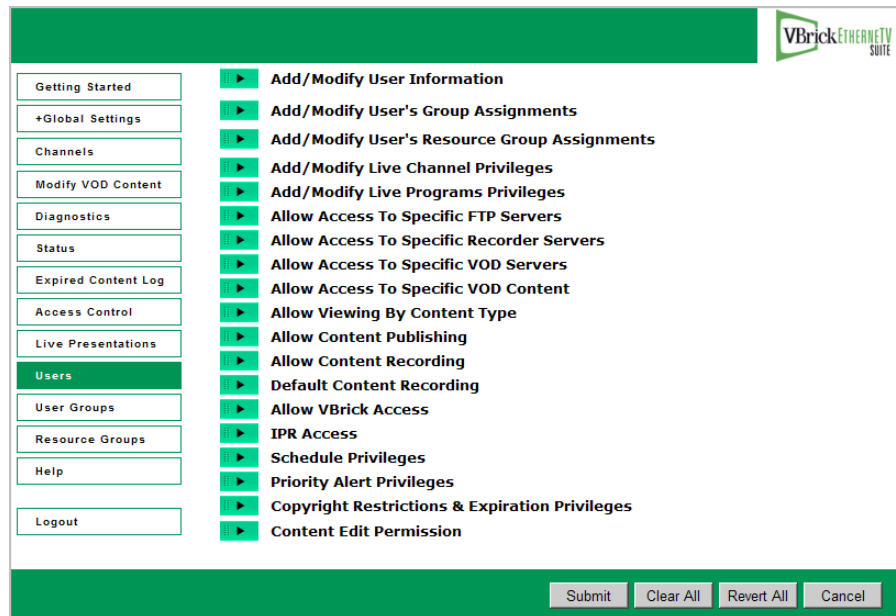 VBrick ETHERNETV
SUITE
Getting Started
+Global Settings
Channels
Modify VOD Content
Diagnostics
Status
Expired Content Log
Access Control
Live Presentations
Users
User Groups
Resource Groups
Help
Logout
Add/Modify User Information
Add/Modify User's Group Assignments
Add/Modify User's Resource Group Assignments
Add/Modify Live Channel Privileges
Add/Modify Live Programs Privileges
Allow Access To Specific FTP Servers
Allow Access To Specific Recorder Servers
Allow Access To Specific VOD Servers
Allow Access To Specific VOD Content
Allow Viewing By Content Type
Allow Content Publishing
Allow Content Recording
Default Content Recording
Allow VBrick Access
IPR Access
Schedule Privileges
Priority Alert Privileges
Copyright Restrictions & Expiration Privileges
Content Edit Permission
Submit Clear All Revert All Cancel